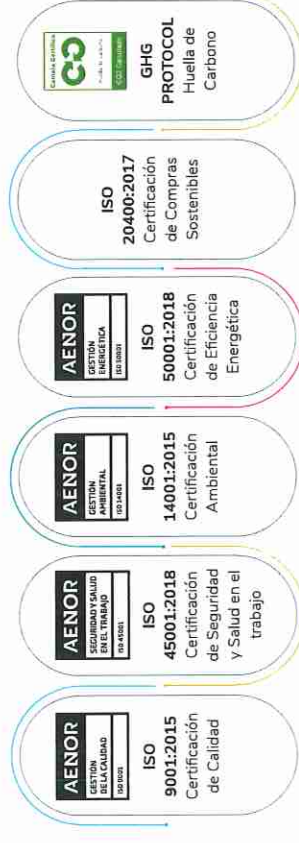 AENOR
GESTIÓN
DE LA CALIDAD
ISO 9001
ISO
9001:2015
Certificación
de Calidad
AENOR
SEGURIDAD Y SALUD
EN EL TRABAJO
ISO 45001
ISO
45001:2018
Certificación
de Seguridad
y Salud en el
trabajo
AENOR
GESTIÓN
AMBIENTAL
ISO 14001
ISO
14001:2015
Certificación
Ambiental
AENOR
GESTIÓN
ENERGÉTICA
ISO 50001
ISO
50001:2018
Certificación
de Eficiencia
Energética
ISO
20400:2017
Certificación
de Compras
Sostenibles
GHG
PROTOCOL
Huella de
Carbono